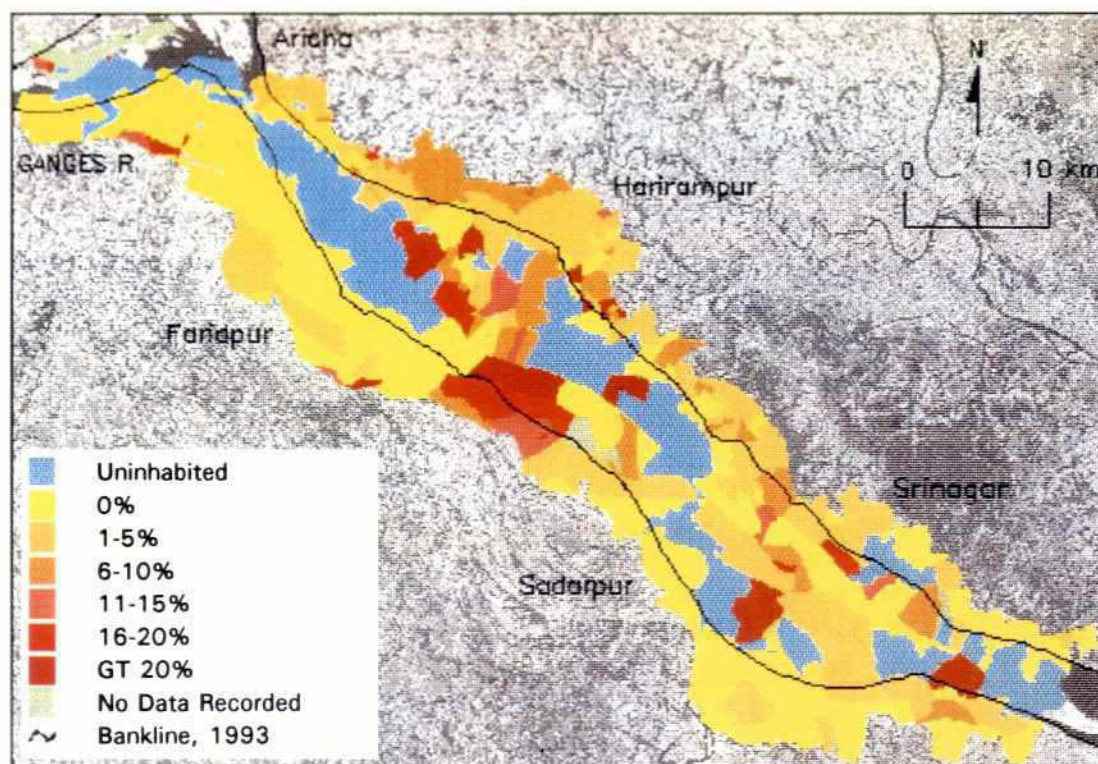 Aricha
N
GANGES R.
Harirampur
0 10 km
Faridpur
Srinagar
Sadarpur
Uninhabited
0%
1-5%
6-10%
11-15%
16-20%
GT 20%
No Data Recorded
Bankline, 1993